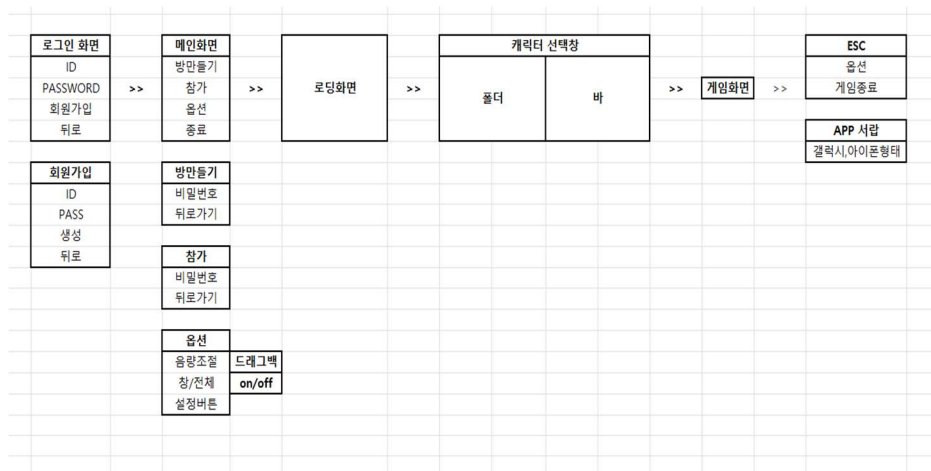 로그인 화면
ID
PASSWORD
회원가입
뒤로
>>
메인화면
방만들기
참가
옵션
종료
>>
로딩화면
>>
캐릭터 선택창
폴더
바
>>
게임화면
>>
ESC
옵션
게임종료
APP 서랍
갤럭시,아이폰형태
회원가입
ID
PASS
생성
뒤로
방만들기
비밀번호
뒤로가기
참가
비밀번호
뒤로가기
옵션
음량조절 드래그백
창/전체 on/off
설정버튼